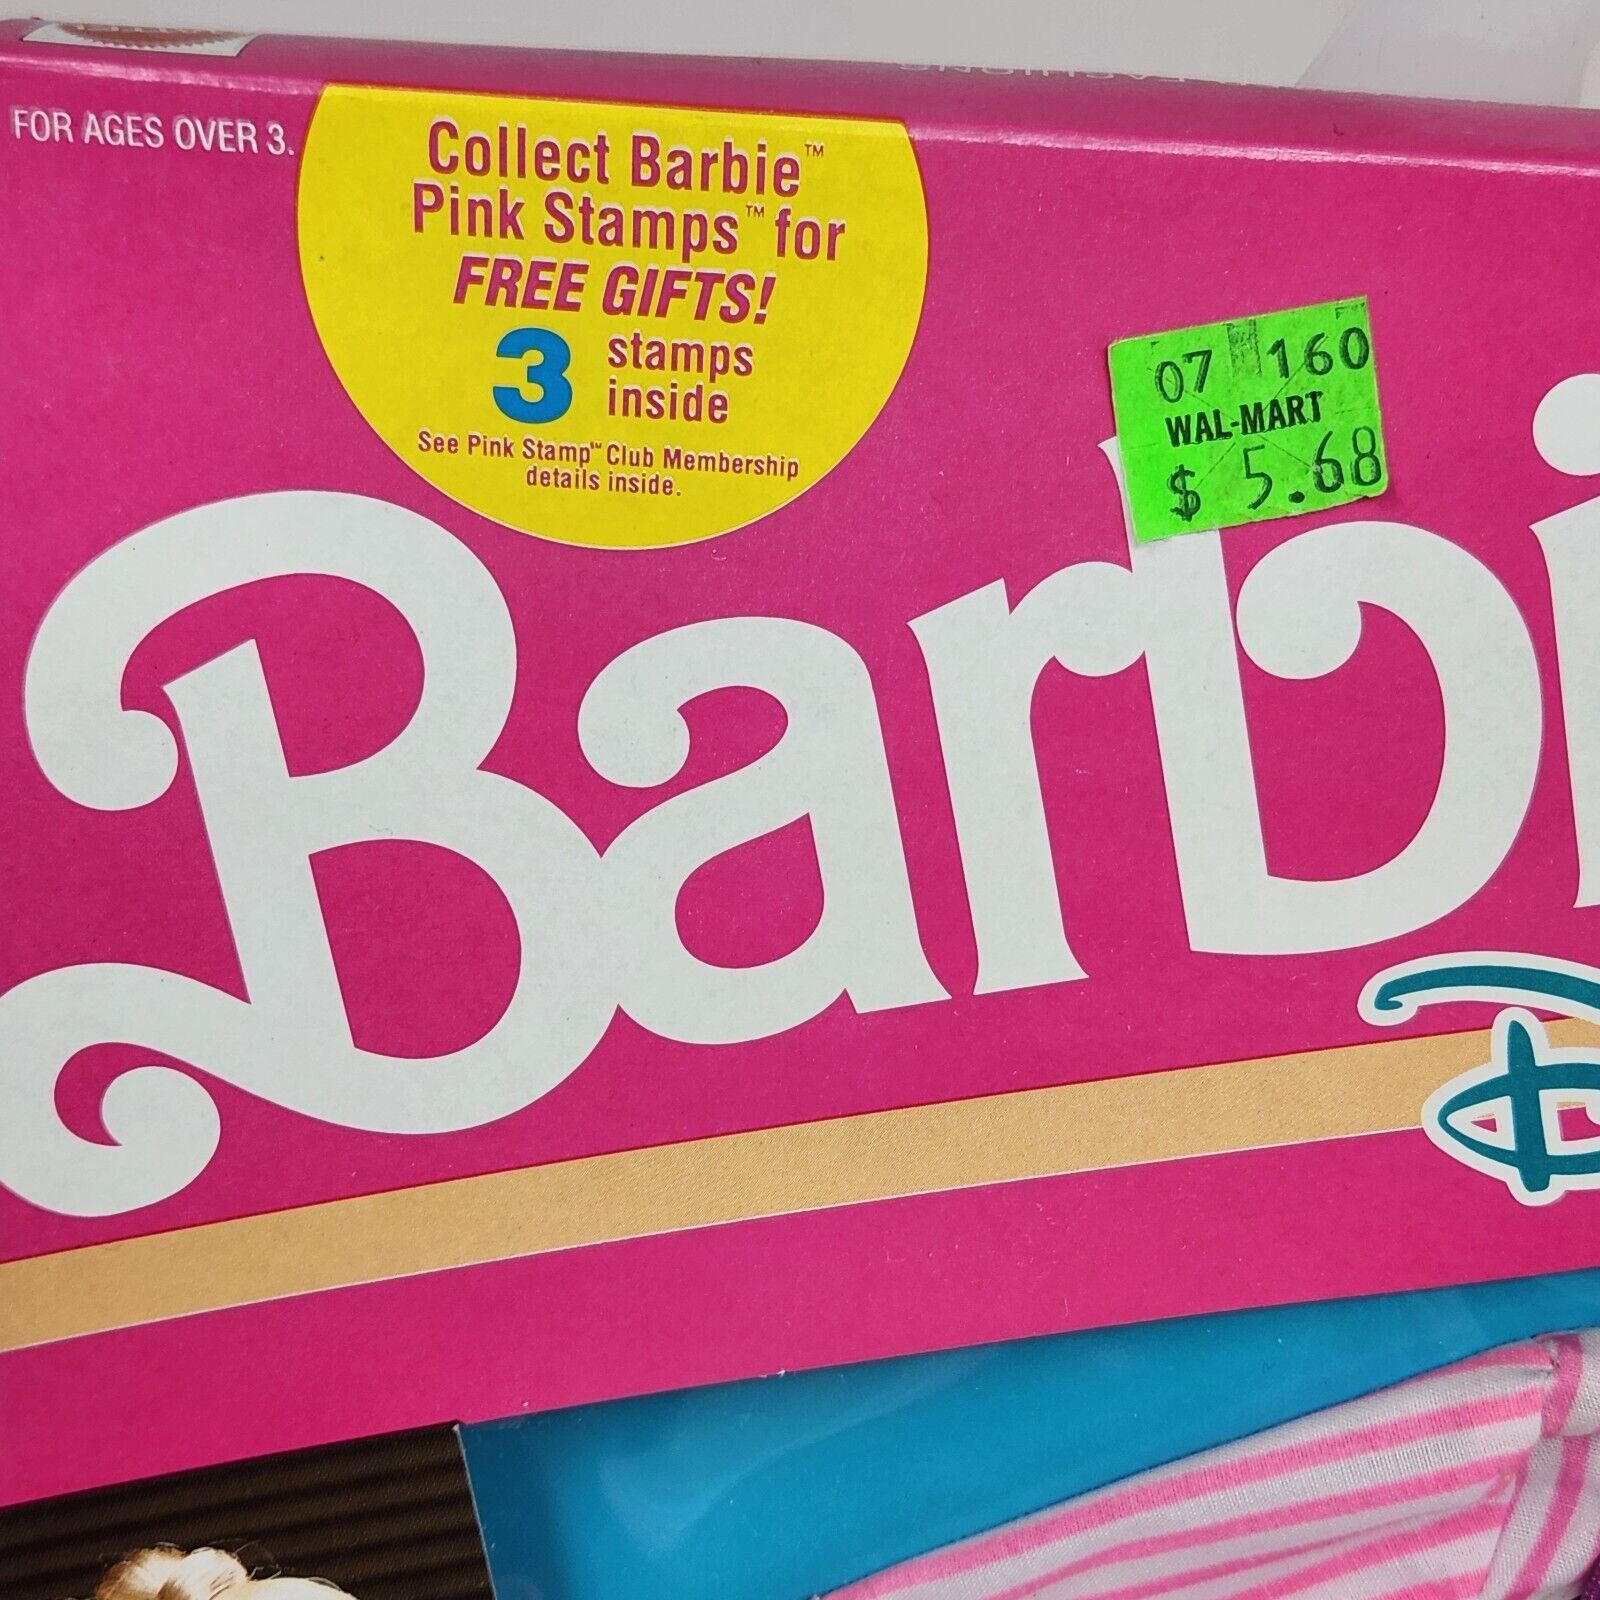 FASHIONS
FOR AGES OVER 3.
Collect Barbie™
Pink Stamps™ for
FREE GIFTS!
3 stamps
inside
See Pink Stamp™ Club Membership
details inside.
07 160
WAL-MART
$ 5.68
Barbi
D